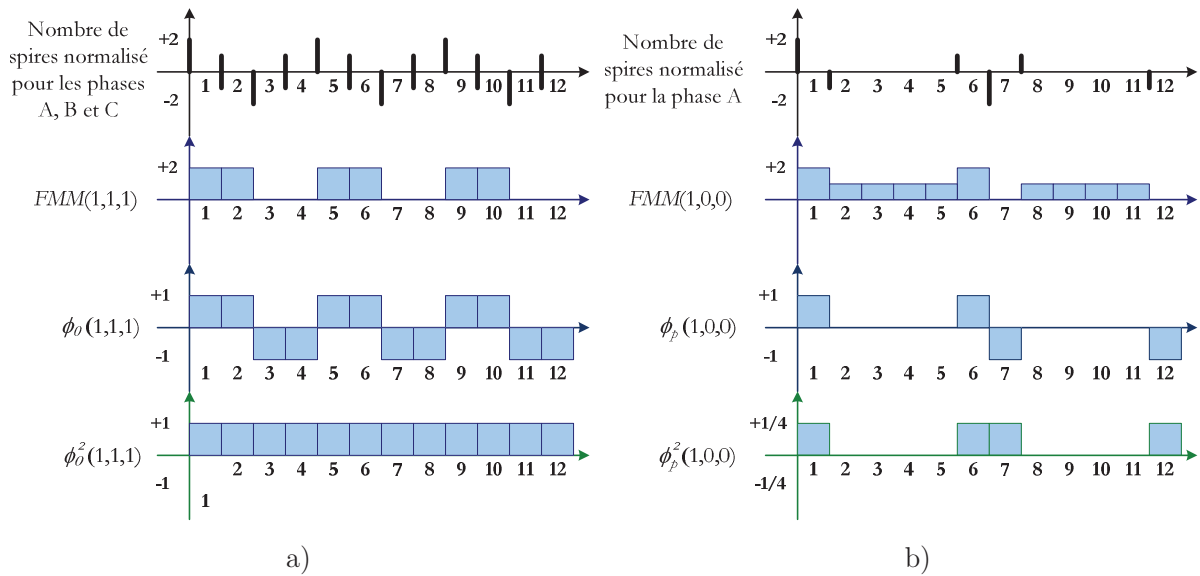 Nombre de
spires normalisé
pour les phases
A, B et C
+2
-2
1 2 3 4 5 6 7 8 9 10 11 12
FMM(1,1,1)
+2
1 2 3 4 5 6 7 8 9 10 11 12
ϕ₀(1,1,1)
+1
-1
1 2 3 4 5 6 7 8 9 10 11 12
ϕ₀²(1,1,1)
+1
-1
1 2 3 4 5 6 7 8 9 10 11 12
a)
Nombre de
spires normalisé
pour la phase A
+2
-2
1 2 3 4 5 6 7 8 9 10 11 12
FMM(1,0,0)
+2
1 2 3 4 5 6 7 8 9 10 11 12
ϕₚ(1,0,0)
+1
-1
1 2 3 4 5 6 7 8 9 10 11 12
ϕₚ²(1,0,0)
+1/4
-1/4
1 2 3 4 5 6 7 8 9 10 11 12
b)